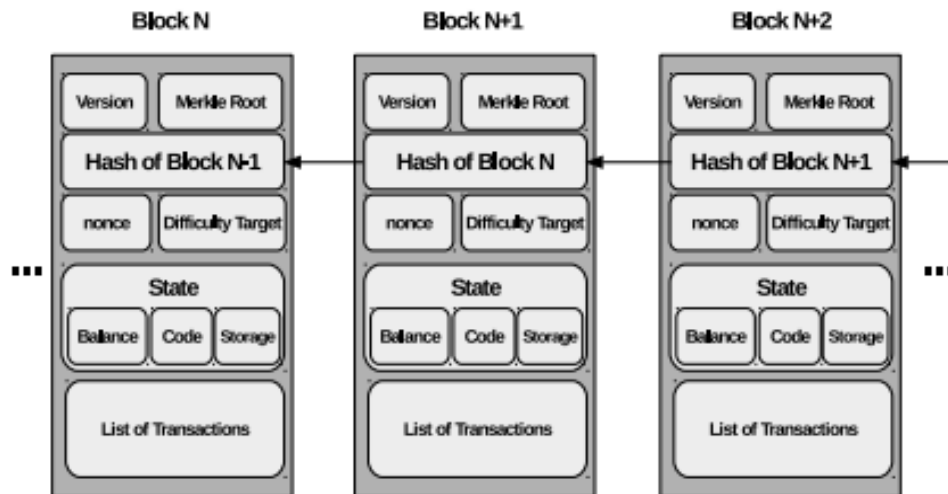 Block N
Block N+1
Block N+2
Version
Merkle Root
Version
Merkle Root
Version
Merkle Root
Hash of Block N-1
Hash of Block N
Hash of Block N+1
nonce
Difficulty Target
nonce
Difficulty Target
nonce
Difficulty Target
...
...
State
State
State
Balance
Code
Storage
Balance
Code
Storage
Balance
Code
Storage
List of Transactions
List of Transactions
List of Transactions